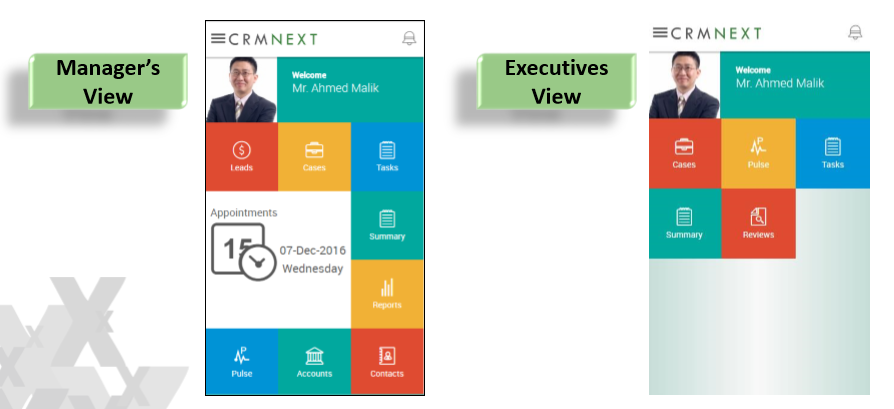 Manager's
View
CRMNEXT
Welcome
Mr. Ahmed Malik
Leads
Cases
Tasks
Appointments
15
07-Dec-2016
Wednesday
Summary
Reports
Pulse
Accounts
Contacts
Executives
View
CRMNEXT
Welcome
Mr. Ahmed Malik
Cases
Pulse
Tasks
Summary
Reviews